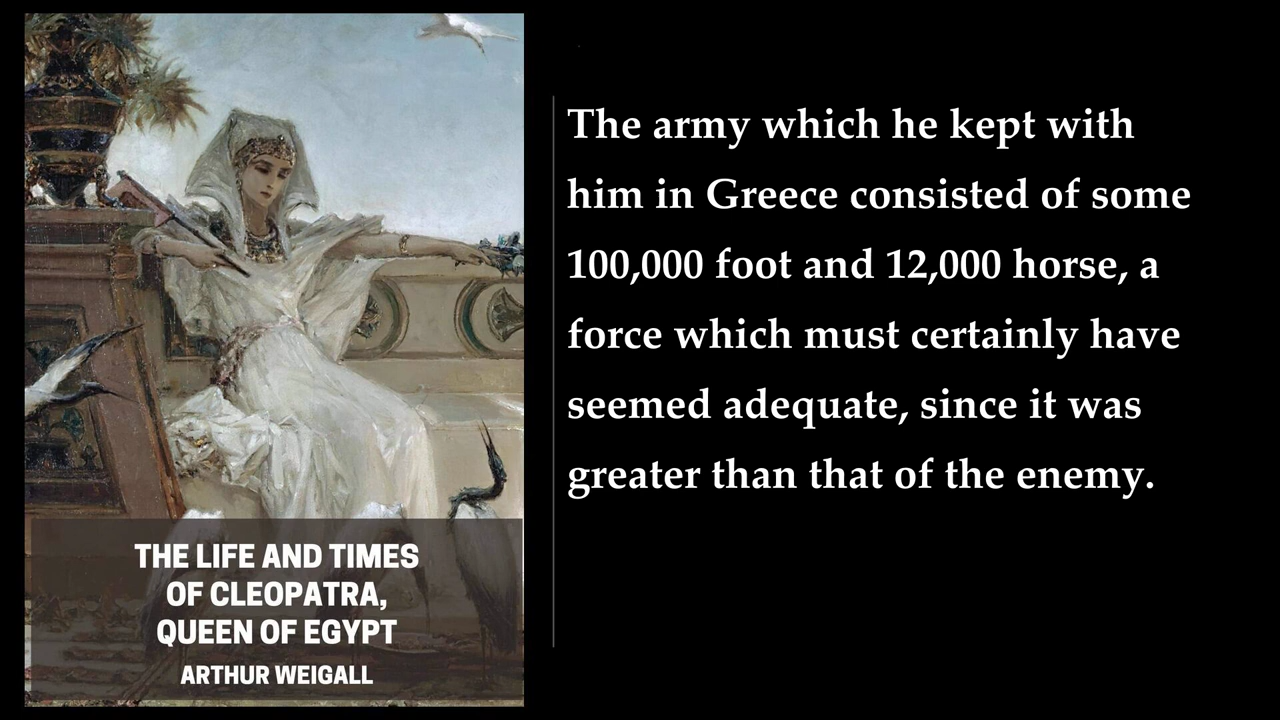 THE LIFE AND TIMES
OF CLEOPATRA,
QUEEN OF EGYPT
ARTHUR WEIGALL
The army which he kept with
him in Greece consisted of some
100,000 foot and 12,000 horse, a
force which must certainly have
seemed adequate, since it was
greater than that of the enemy.